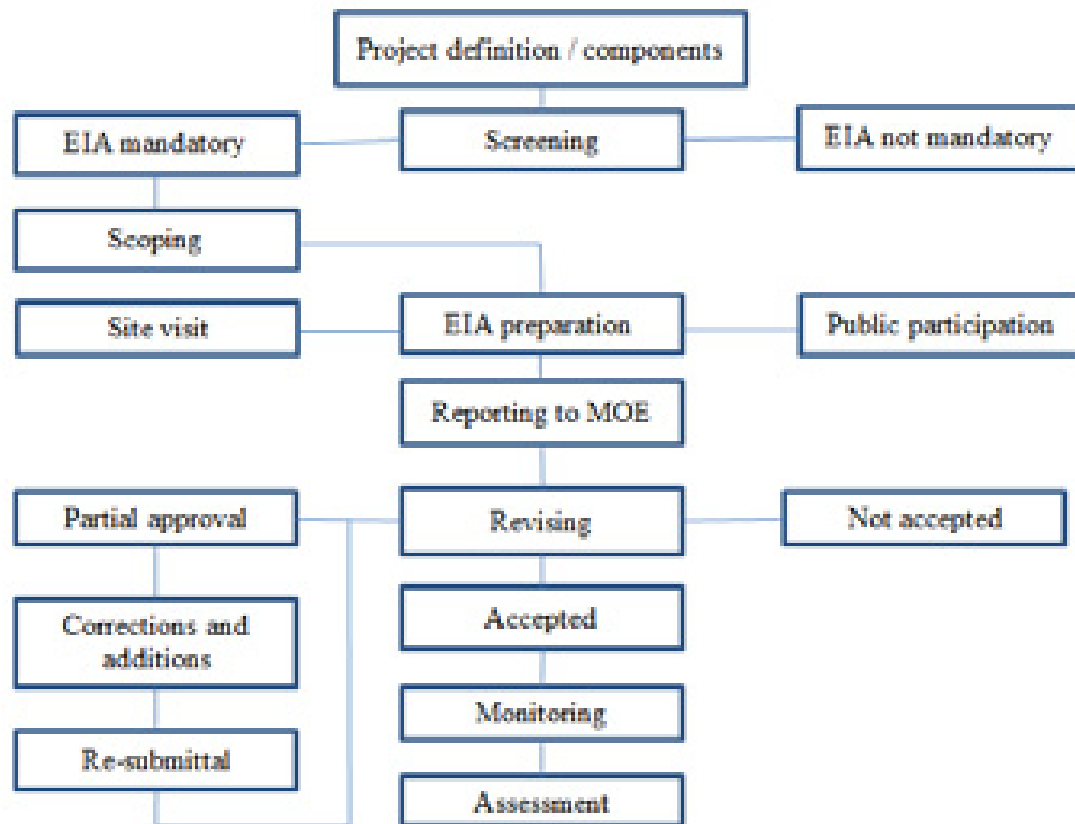 Project definition / components
EIA mandatory
Screening
EIA not mandatory
Scoping
Site visit
EIA preparation
Public participation
Reporting to MOE
Partial approval
Revising
Not accepted
Corrections and
additions
Accepted
Monitoring
Re-submittal
Assessment